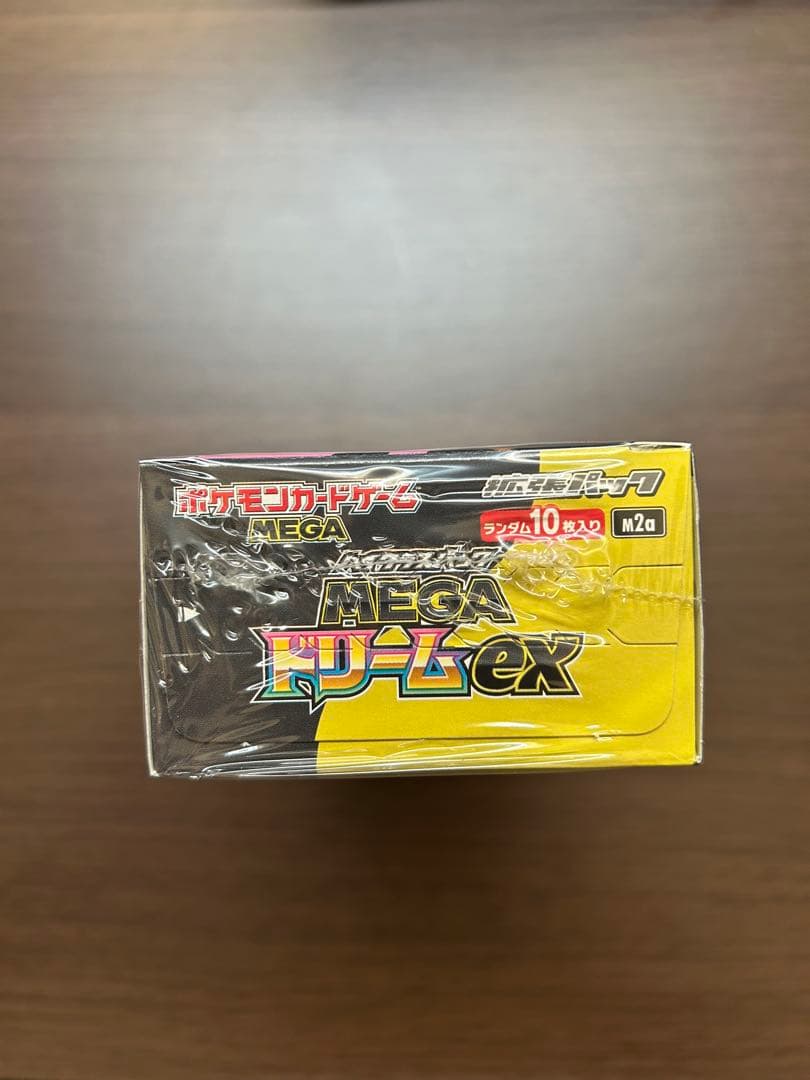 ポケモンカードゲーム
MEGA
拡張パック
ランダム10枚入り
M2a
ハイクラスパック
MEGA
ドリームex